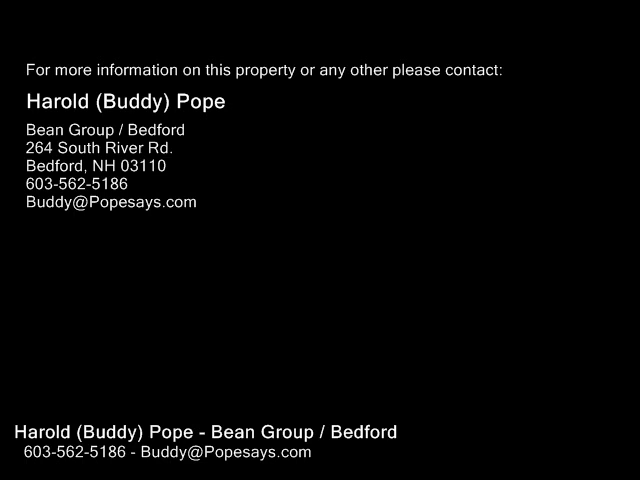 For more information on this property or any other please contact:
Harold (Buddy) Pope
Bean Group / Bedford
264 South River Rd.
Bedford, NH 03110
603-562-5186
Buddy@Popesays.com
Harold (Buddy) Pope - Bean Group / Bedford
603-562-5186 - Buddy@Popesays.com